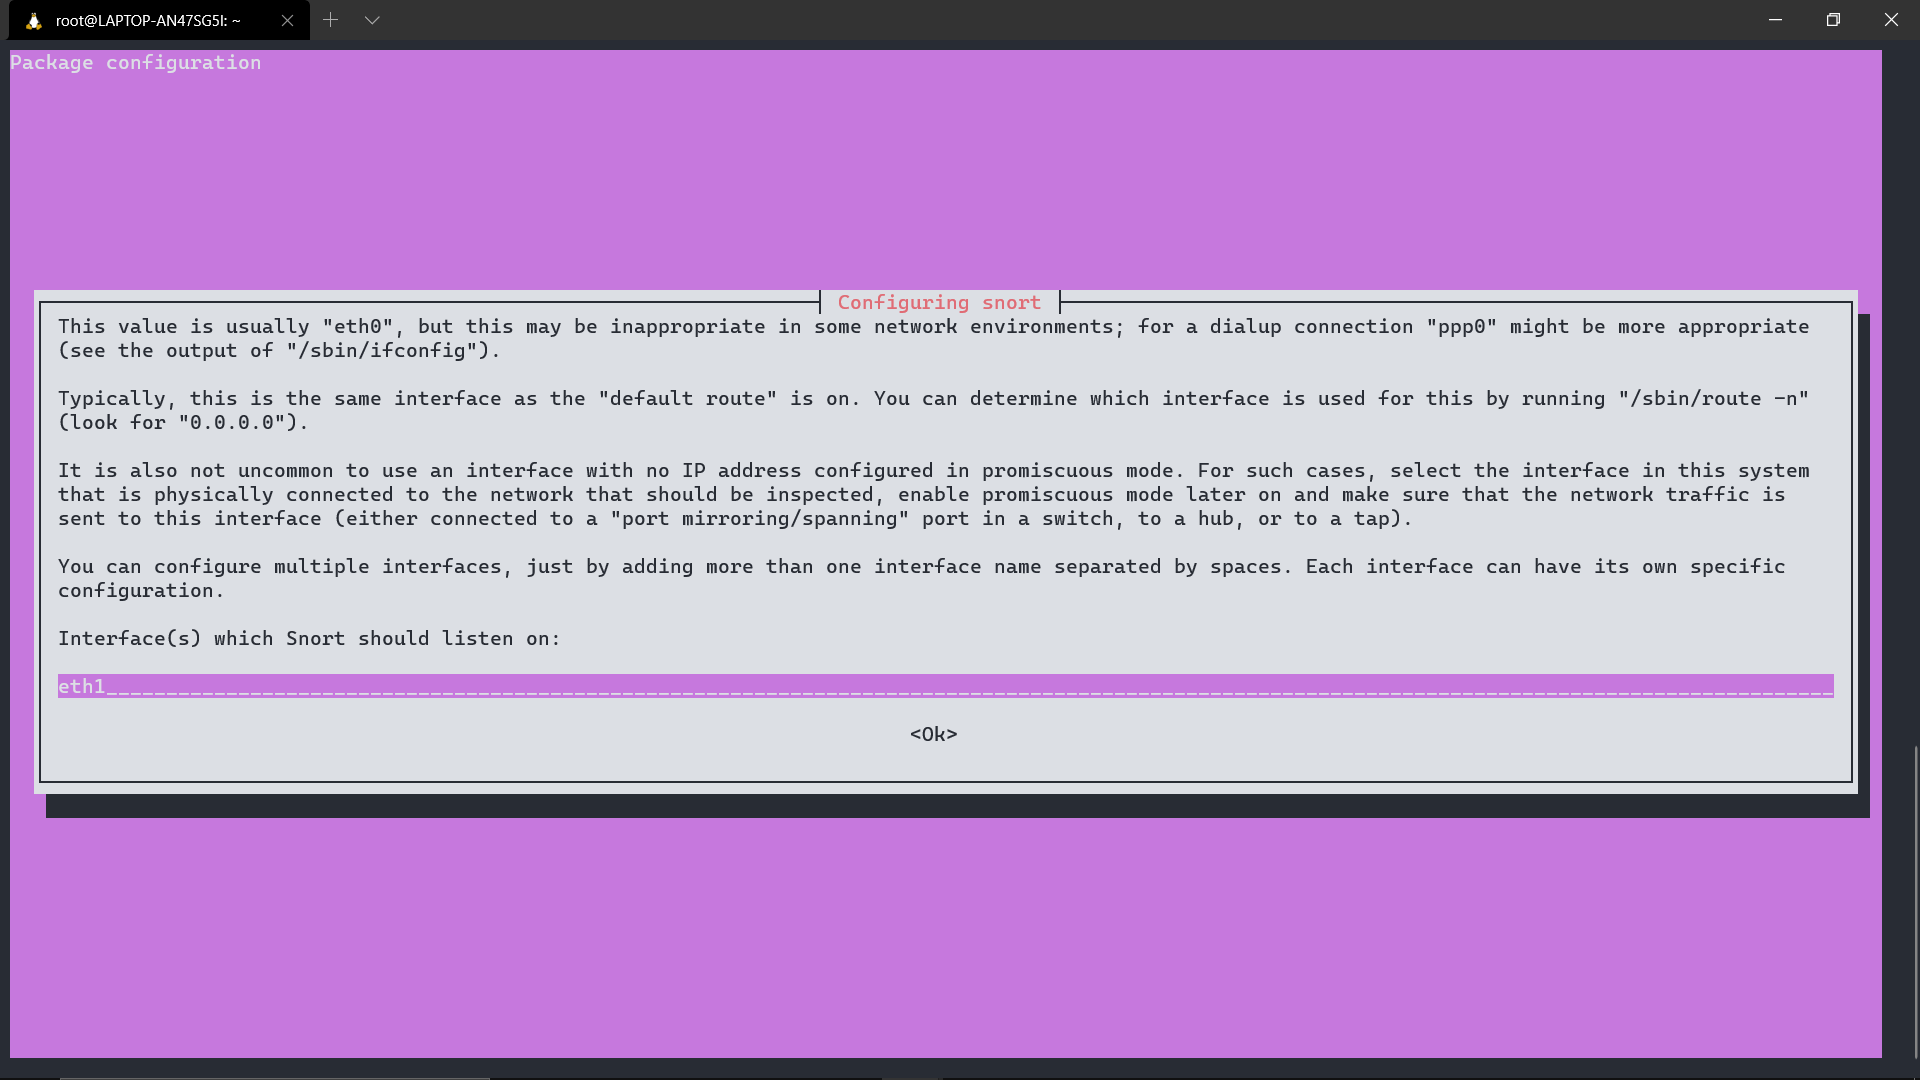 root@LAPTOP-AN47SG5I: ~
Package configuration
Configuring snort
This value is usually "eth0", but this may be inappropriate in some network environments; for a dialup connection "ppp0" might be more appropriate
(see the output of "/sbin/ifconfig").
Typically, this is the same interface as the "default route" is on. You can determine which interface is used for this by running "/sbin/route -n"
(look for "0.0.0.0").
It is also not uncommon to use an interface with no IP address configured in promiscuous mode. For such cases, select the interface in this system
that is physically connected to the network that should be inspected, enable promiscuous mode later on and make sure that the network traffic is
sent to this interface (either connected to a "port mirroring/spanning" port in a switch, to a hub, or to a tap).
You can configure multiple interfaces, just by adding more than one interface name separated by spaces. Each interface can have its own specific
configuration.
Interface(s) which Snort should listen on:
eth1________________________________________________________________________________________________________________________________________________
<Ok>